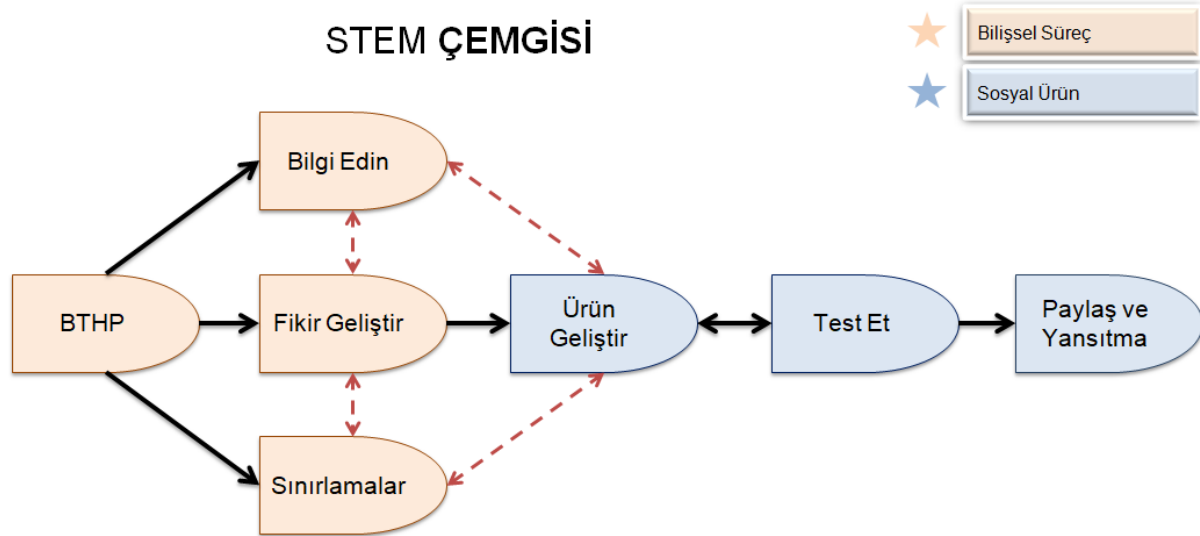 STEM ÇEMGİSİ
Bilişsel Süreç
Sosyal Ürün
Bilgi Edin
BTHP
Fikir Geliştir
Ürün
Geliştir
Test Et
Paylaş ve
Yansıtma
Sınırlamalar